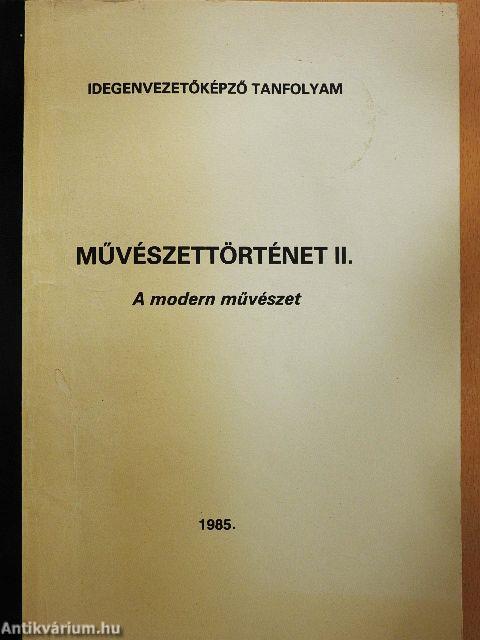 IDEGENVEZETŐKÉPZŐ TANFOLYAM
MŰVÉSZETTÖRTÉNET II.
A modern művészet
1985.
Antikvárium.hu